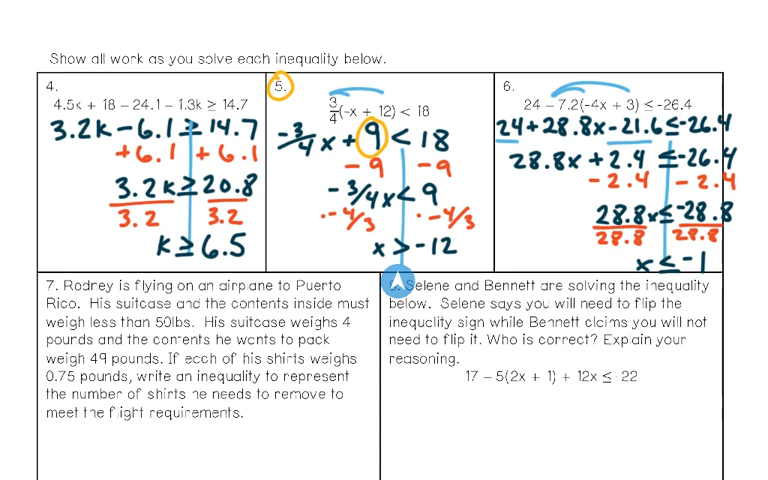 Show all work as you solve each inequality below.
4.
4.5k + 18 – 24.1 – 1.3k ≥ 14.7
3.2k - 6.1 ≥ 14.7
+6.1 +6.1
3.2k ≥ 20.8
3.2 3.2
k ≥ 6.5
5.
3/4(-x + 12) < 18
-3/4x + 9 < 18
-9 -9
-3/4x < 9
·-4/3 ·-4/3
x > -12
6.
24 – 7.2(-4x + 3) ≤ -26.4
24+28.8x-21.6 ≤ -26.4
28.8x + 2.4 ≤ -26.4
-2.4 -2.4
28.8x ≤ -28.8
28.8 28.8
x ≤ -1
7. Rodrey is flying on an airplane to Puerto
Rico. His suitcase and the contents inside must
weigh less than 50lbs. His suitcase weighs 4
pounds and the contents he wants to pack
weigh 49 pounds. If each of his shirts weighs
0.75 pounds, write an inequality to represent
the number of shirts he needs to remove to
meet the flight requirements.
8. Selene and Bennett are solving the inequality
below. Selene says you will need to flip the
inequality sign while Bennett claims you will not
need to flip it. Who is correct? Explain your
reasoning.
17 – 5(2x + 1) + 12x ≤ -22